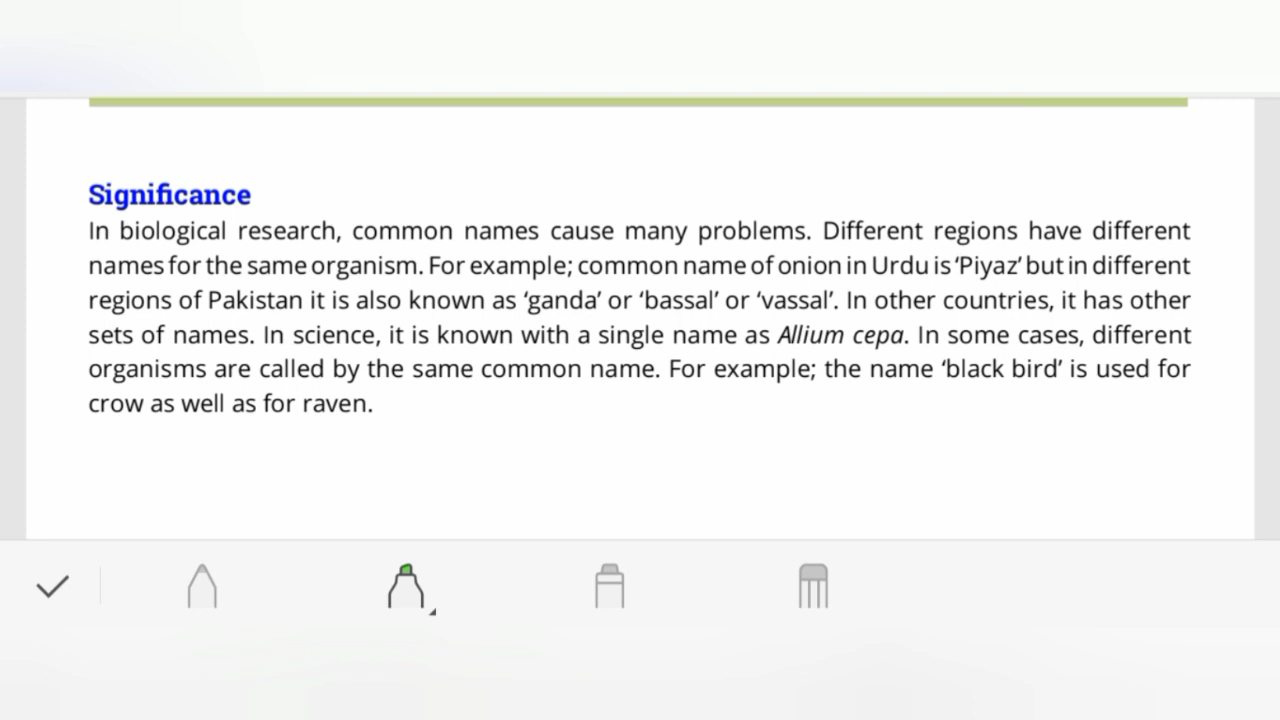 Significance
In biological research, common names cause many problems. Different regions have different
names for the same organism. For example; common name of onion in Urdu is ‘Piyaz’ but in different
regions of Pakistan it is also known as ‘ganda’ or ‘bassal’ or ‘vassal’. In other countries, it has other
sets of names. In science, it is known with a single name as Allium cepa. In some cases, different
organisms are called by the same common name. For example; the name ‘black bird’ is used for
crow as well as for raven.